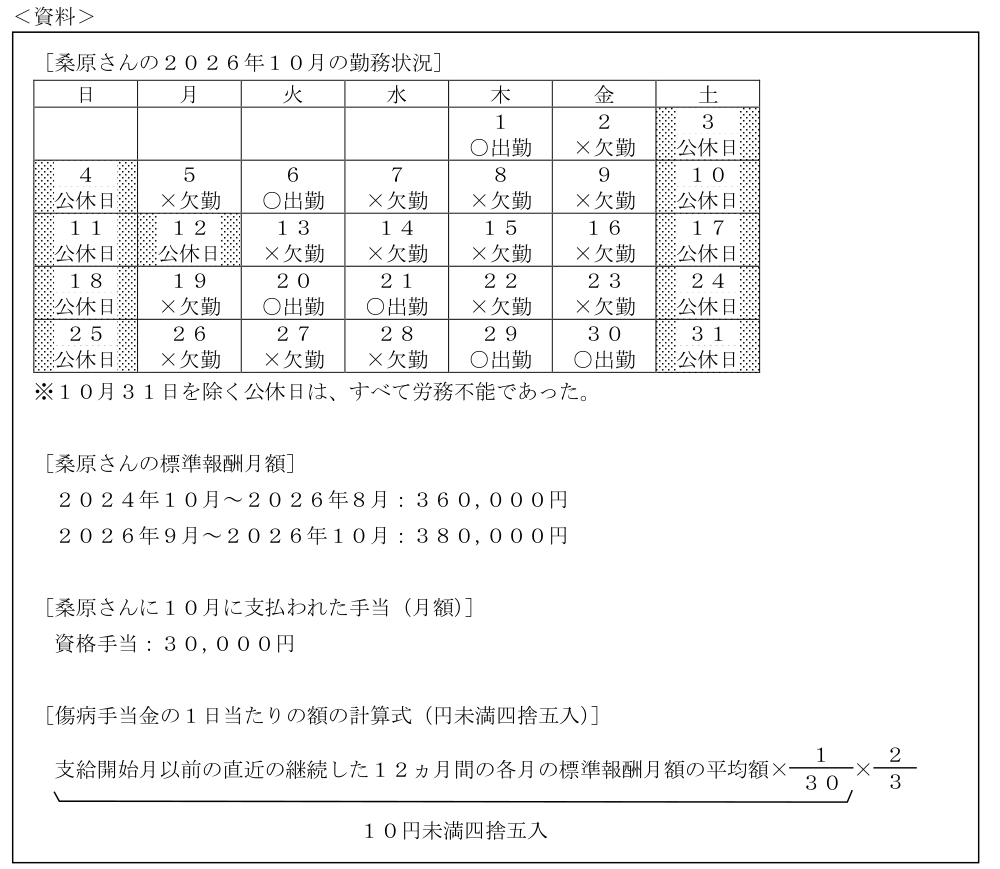 ＜資料＞
［桑原さんの２０２６年１０月の勤務状況］
日 月 火 水 木 金 土
１ ２ ３
○出勤 ×欠勤 公休日
４ ５ ６ ７ ８ ９ １０
公休日 ×欠勤 ○出勤 ×欠勤 ×欠勤 ×欠勤 公休日
１１ １２ １３ １４ １５ １６ １７
公休日 公休日 ×欠勤 ×欠勤 ×欠勤 ×欠勤 公休日
１８ １９ ２０ ２１ ２２ ２３ ２４
公休日 ×欠勤 ○出勤 ○出勤 ×欠勤 ×欠勤 公休日
２５ ２６ ２７ ２８ ２９ ３０ ３１
公休日 ×欠勤 ×欠勤 ×欠勤 ○出勤 ○出勤 公休日
※１０月３１日を除く公休日は、すべて労務不能であった。
［桑原さんの標準報酬月額］
２０２４年１０月～２０２６年８月：３６０,０００円
２０２６年９月～２０２６年１０月：３８０,０００円
［桑原さんに１０月に支払われた手当（月額）］
資格手当：３０,０００円
［傷病手当金の１日当たりの額の計算式（円未満四捨五入）］
支給開始月以前の直近の継続した１２ヵ月間の各月の標準報酬月額の平均額×１/３０×２/３
１０円未満四捨五入